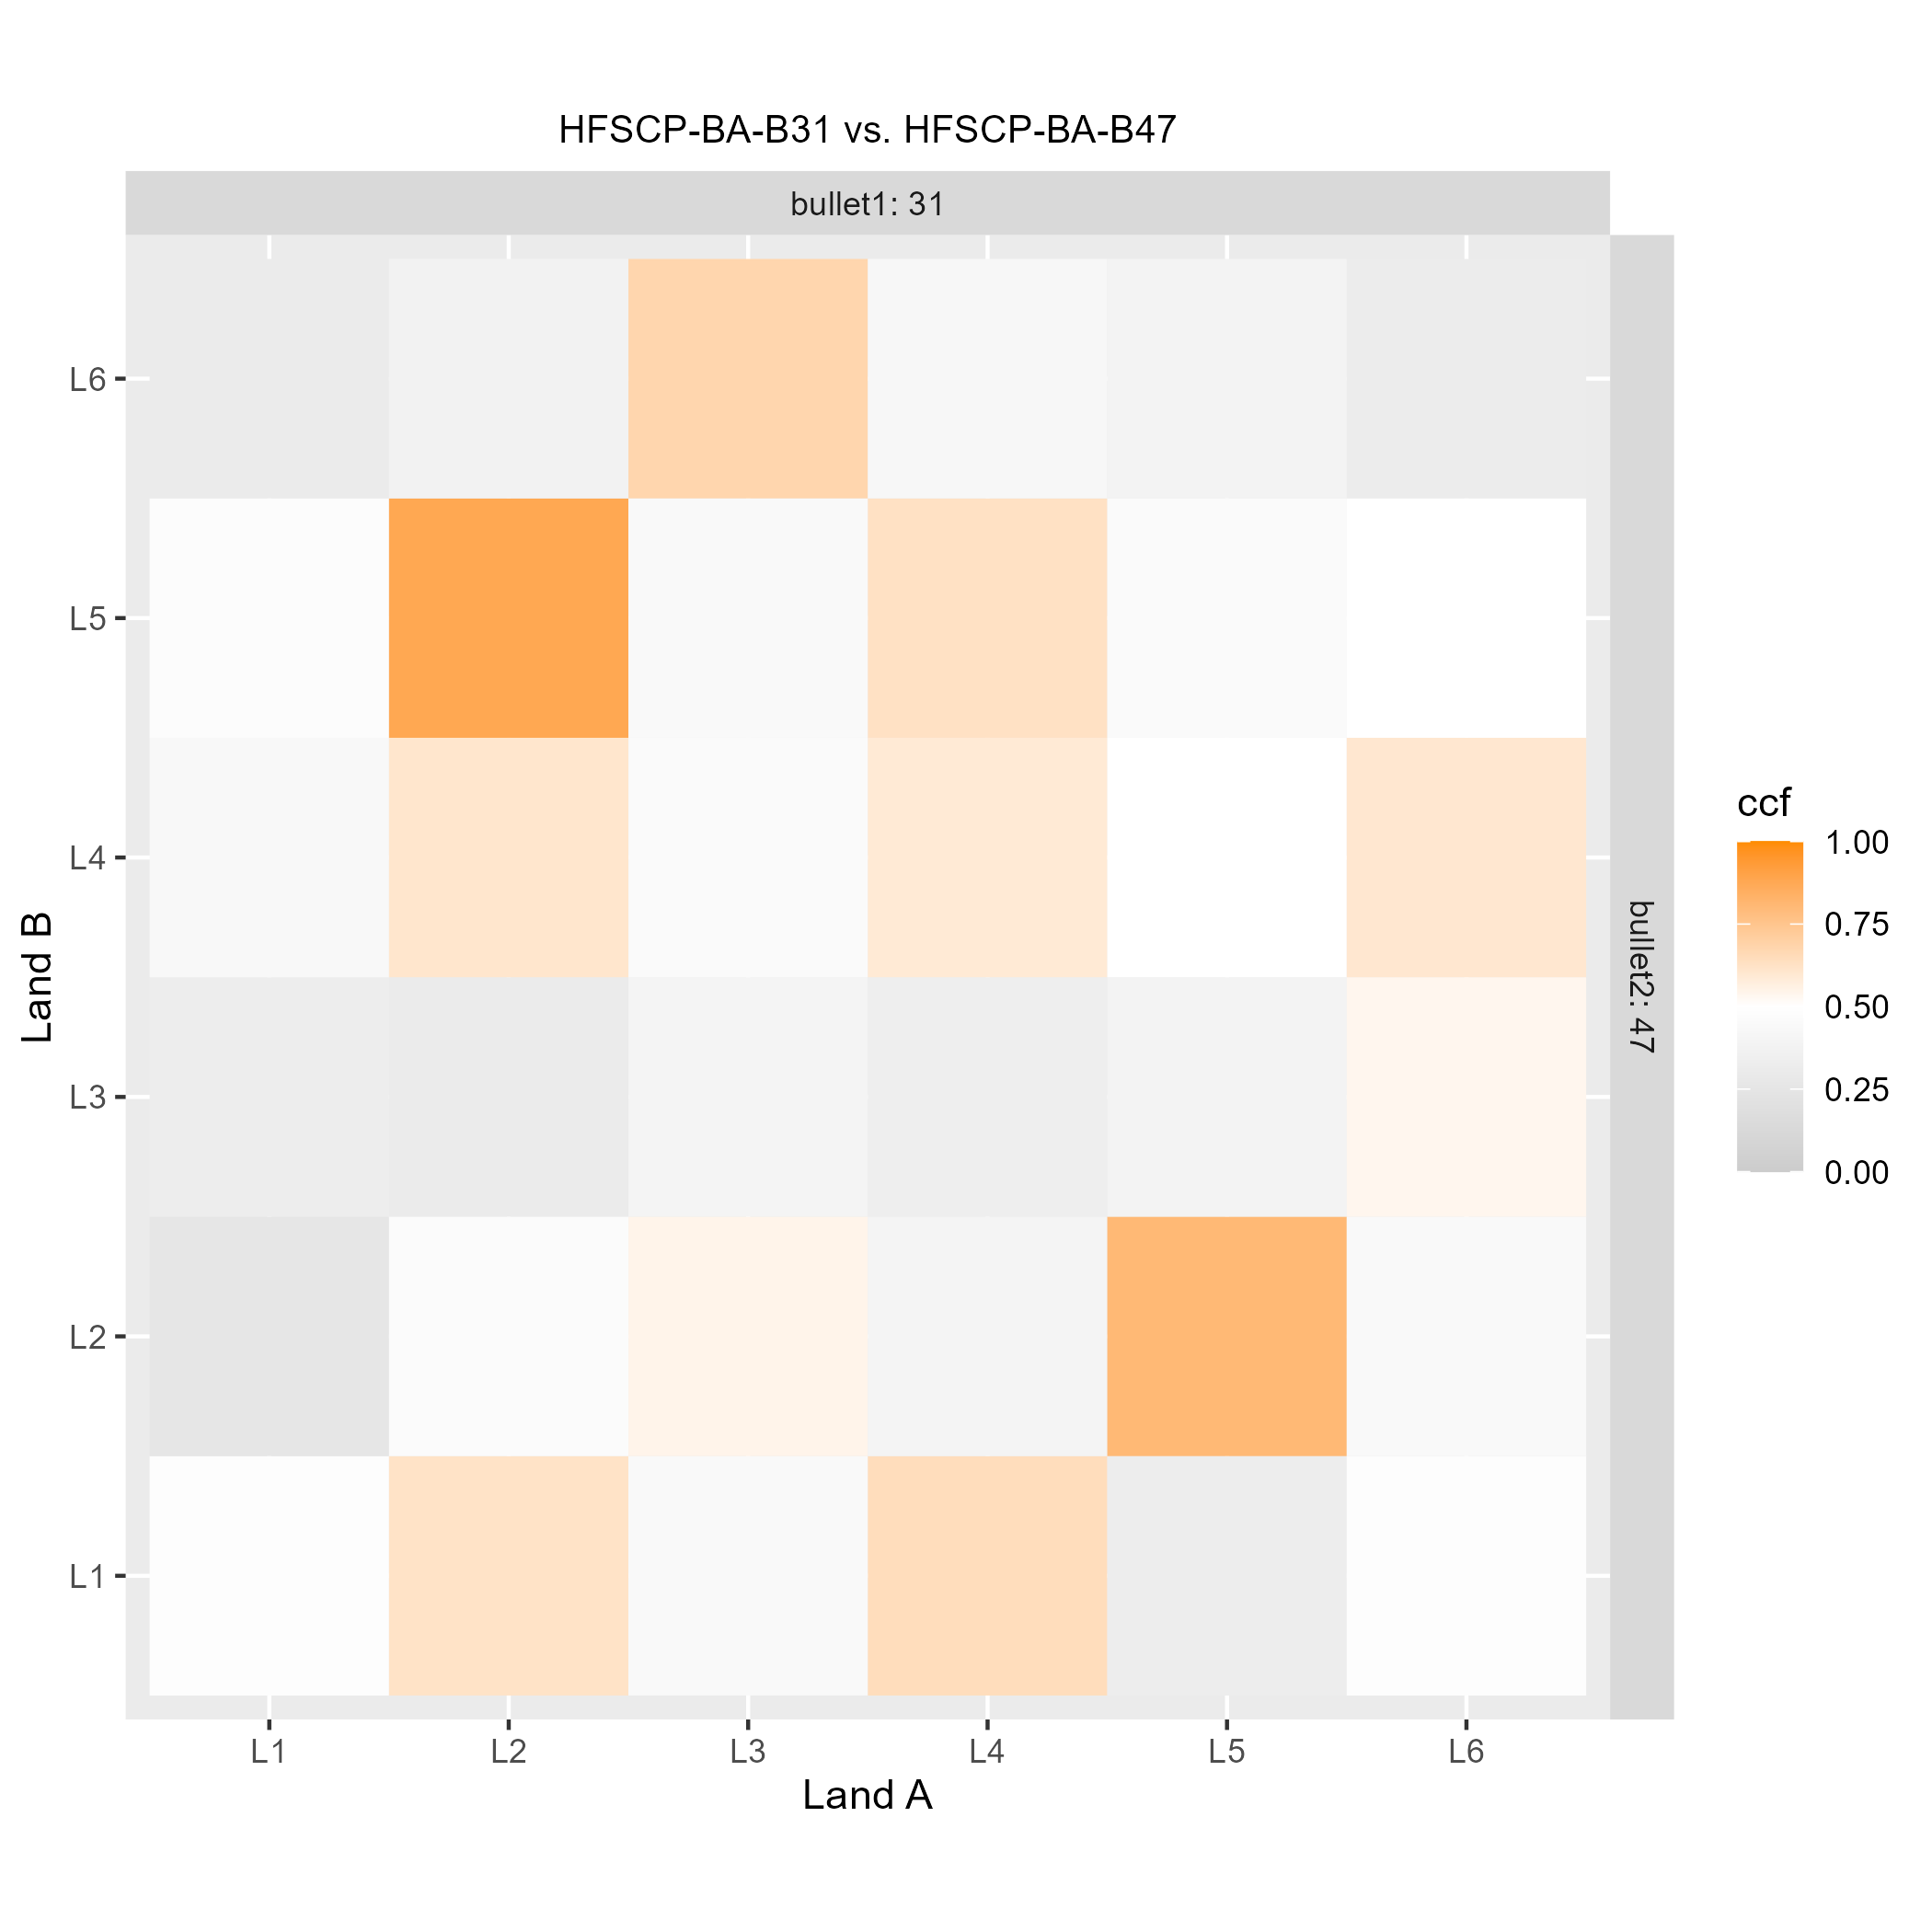 HFSCP-BA-B31 vs. HFSCP-BA-B47
bullet1: 31
L6
L5
L4
L3
L2
L1
Land B
bullet2: 47
L1 L2 L3 L4 L5 L6
Land A
ccf
1.00
0.75
0.50
0.25
0.00